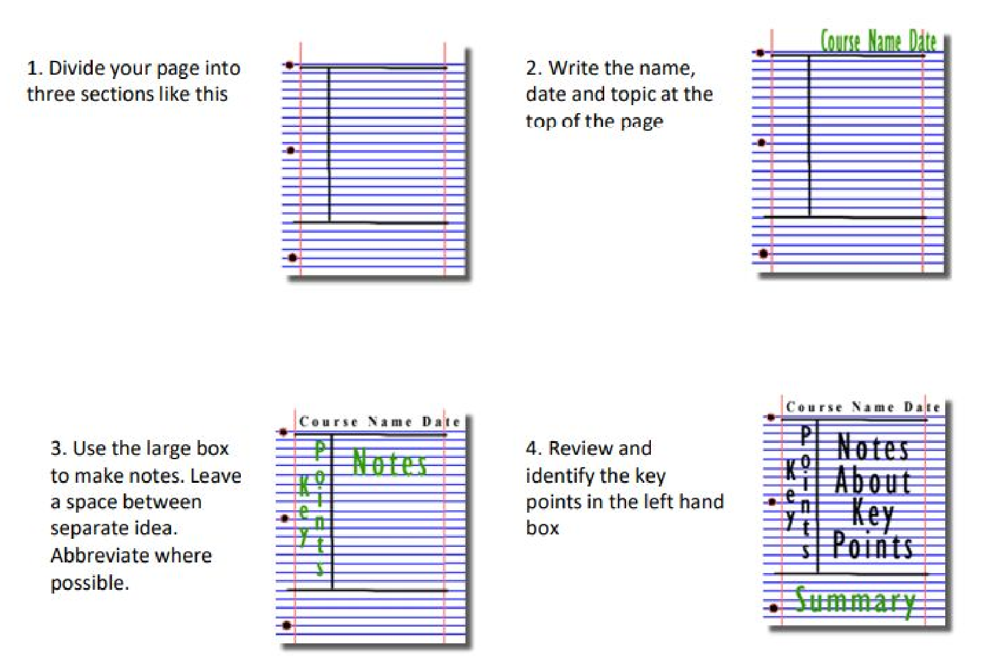 1. Divide your page into
three sections like this
Course Name Date
2. Write the name,
date and topic at the
top of the page
3. Use the large box
to make notes. Leave
a space between
separate idea.
Abbreviate where
possible.
Course Name Date
Key Points
Notes
4. Review and
identify the key
points in the left hand
box
Course Name Date
Key Points
Notes
About
Key
Points
Summary